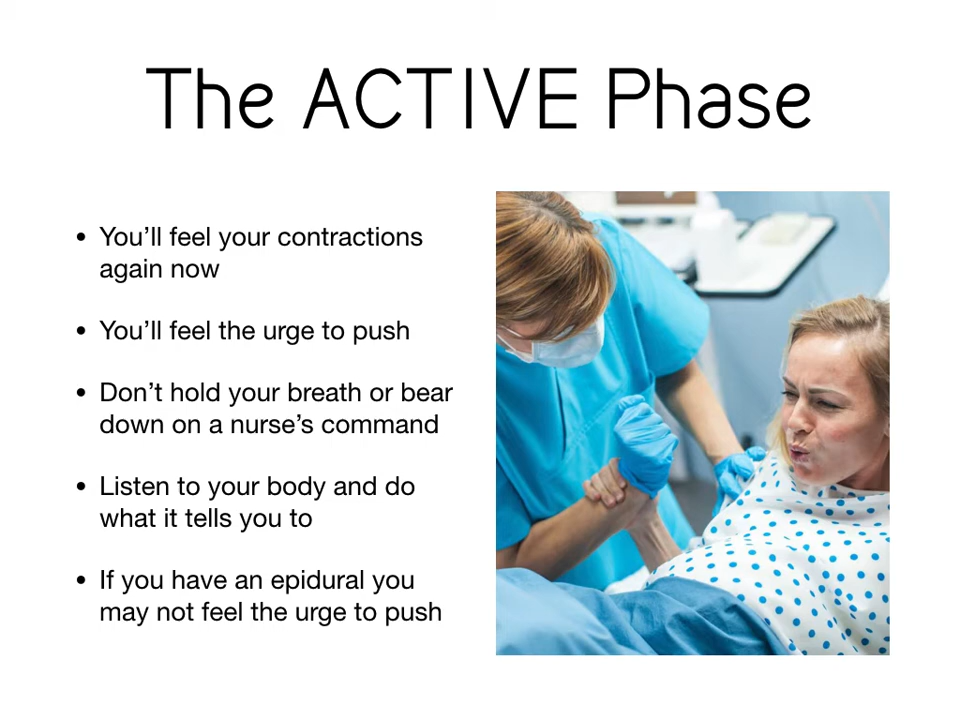 The ACTIVE Phase
• You’ll feel your contractions
again now
• You’ll feel the urge to push
• Don’t hold your breath or bear
down on a nurse’s command
• Listen to your body and do
what it tells you to
• If you have an epidural you
may not feel the urge to push